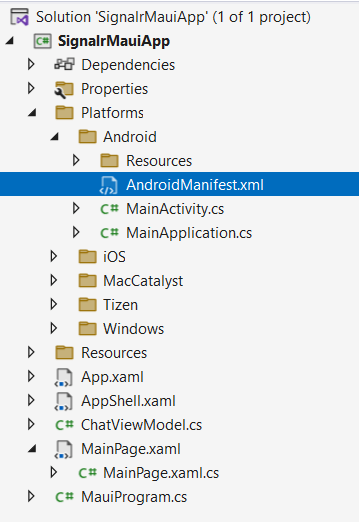 Solution 'SignalrMauiApp' (1 of 1 project)
SignalrMauiApp
Dependencies
Properties
Platforms
Android
Resources
AndroidManifest.xml
C# MainActivity.cs
C# MainApplication.cs
iOS
MacCatalyst
Tizen
Windows
Resources
App.xaml
AppShell.xaml
C# ChatViewModel.cs
MainPage.xaml
C# MainPage.xaml.cs
C# MauiProgram.cs